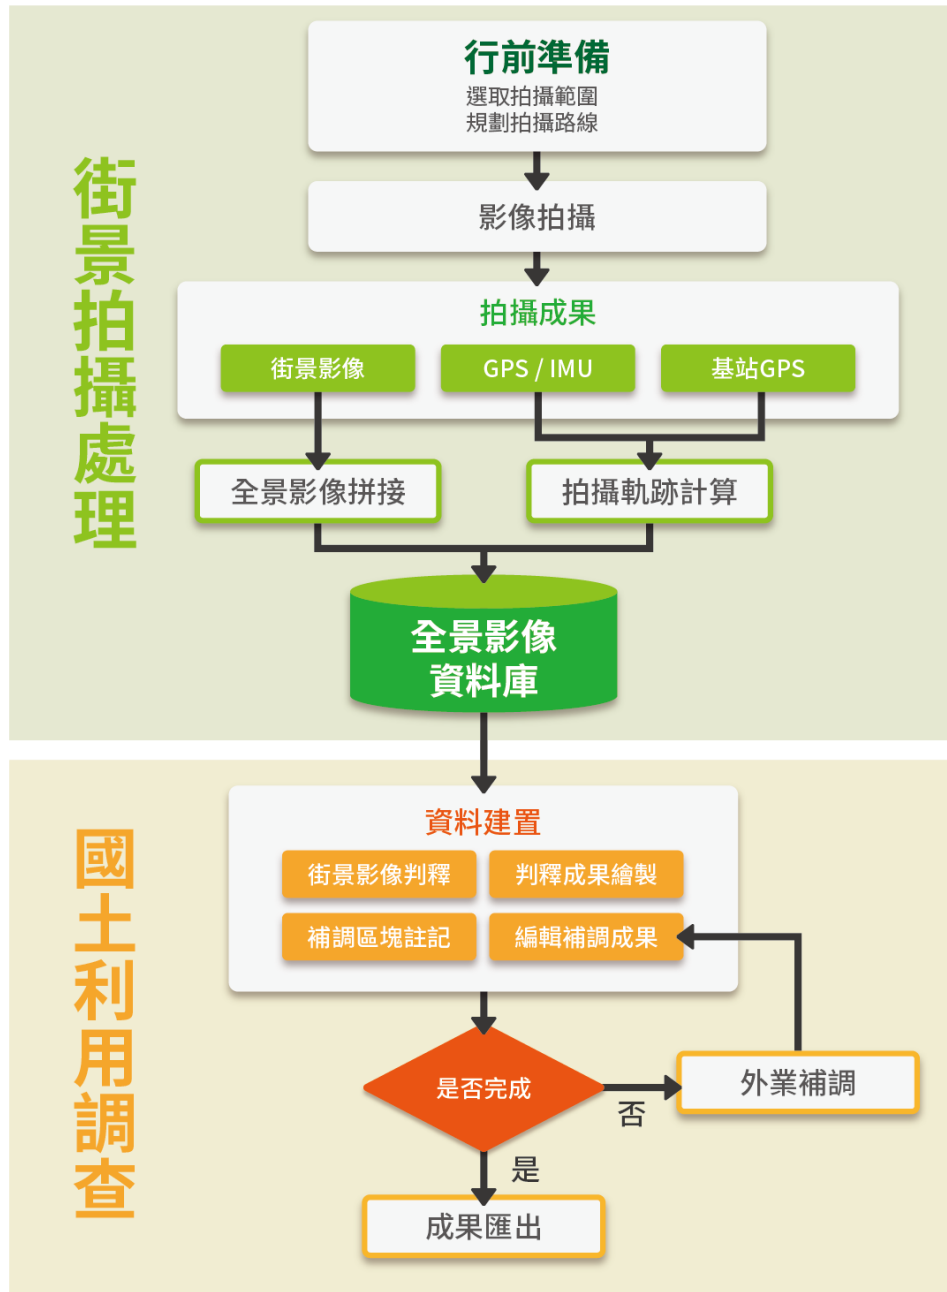 街景拍攝處理
行前準備
選取拍攝範圍
規劃拍攝路線
影像拍攝
拍攝成果
街景影像
GPS / IMU
基站GPS
全景影像拼接
拍攝軌跡計算
全景影像
資料庫
國土利用調查
資料建置
街景影像判釋
判釋成果繪製
補調區塊註記
編輯補調成果
是否完成
否
外業補調
是
成果匯出